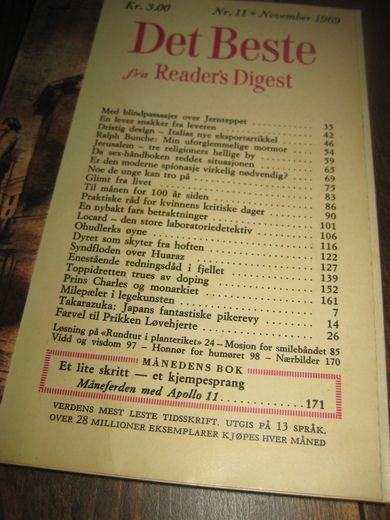 Kr. 3.00 Nr. 11 • November 1969
Det Beste
fra Reader's Digest
Med blindpassasjer over Jernteppet 35
En lever snakker fra leveren 42
Dristig design – Italias nye eksportartikkel 46
Ralph Bunche: Min uforglemmelige mormor 54
Jerusalem – tre religioners hellige by 59
Da sex-håndboken reddet situasjonen 65
Er den moderne spionasje virkelig nødvendig? 69
Noe de unge kan tro på 75
Glimt fra livet 83
Til månen for 100 år siden 86
Praktiske råd for kvinnens kritiske dager 90
En nybakt fars betraktninger 101
Locard – den store laboratoriedetektiv 106
Ohudlerks øyne 116
Dyret som skyter fra hoften 122
Syndfloden over Huaraz 127
Enestående redningsdåd i fjellet 139
Toppidretten trues av doping 152
Prins Charles og monarkiet 161
Milepæler i legekunsten 7
Takarazuka: Japans fantastiske pikerevy 14
Farvel til Prikken Løvehjerte 26
Løsning på «Rundtur i planteriket» 24 – Mosjon for smilebåndet 85
Vidd og visdom 97 – Honnør for humøret 98 – Nærbilder 170
MÅNEDENS BOK
Et lite skritt — et kjempesprang
Måneferden med Apollo 11 171
VERDENS MEST LESTE TIDSSKRIFT. UTGIS PÅ 13 SPRÅK.
OVER 28 MILLIONER EKSEMPLARER KJØPES HVER MÅNED